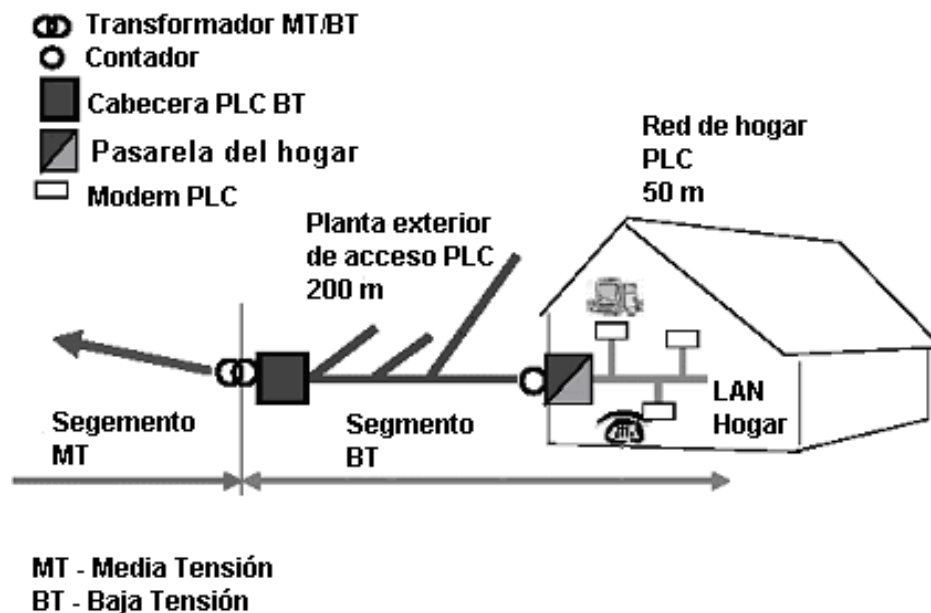 Transformador MT/BT
Contador
Cabecera PLC BT
Pasarela del hogar
Modem PLC
Red de hogar
PLC
50 m
Planta exterior
de acceso PLC
200 m
Segemento
MT
Segmento
BT
LAN
Hogar
MT - Media Tensión
BT - Baja Tensión